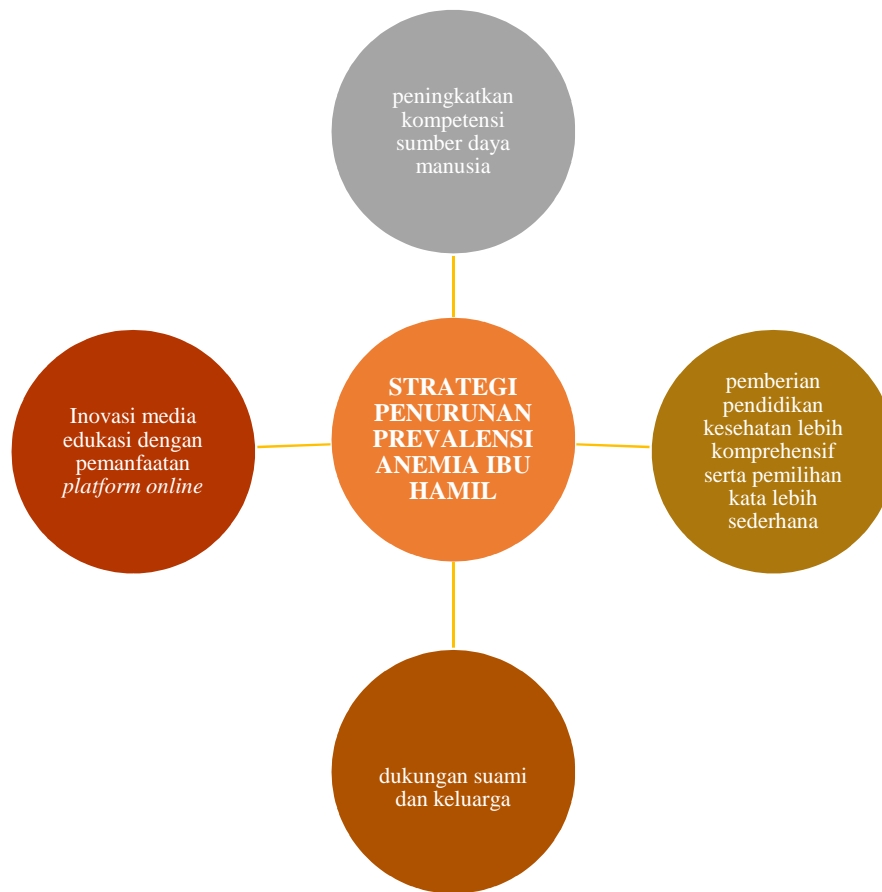 peningkatkan
kompetensi
sumber daya
manusia
Inovasi media
edukasi dengan
pemanfaatan
platform online
STRATEGI
PENURUNAN
PREVALENSI
ANEMIA IBU
HAMIL
pemberian
pendidikan
kesehatan lebih
komprehensif
serta pemilihan
kata lebih
sederhana
dukungan suami
dan keluarga